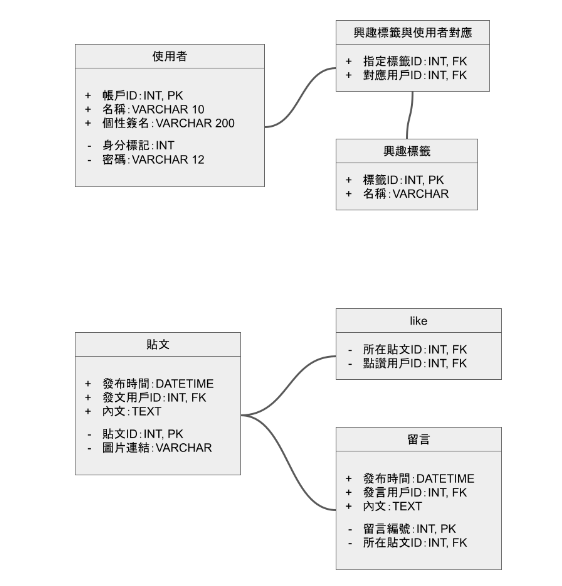 使用者
+ 帳戶ID：INT, PK
+ 名稱：VARCHAR 10
+ 個性簽名：VARCHAR 200
- 身分標記：INT
- 密碼：VARCHAR 12
興趣標籤與使用者對應
+ 指定標籤ID：INT, FK
+ 對應用戶ID：INT, FK
興趣標籤
+ 標籤ID：INT, PK
+ 名稱：VARCHAR
貼文
+ 發布時間：DATETIME
+ 發文用戶ID：INT, FK
+ 內文：TEXT
- 貼文ID：INT, PK
- 圖片連結：VARCHAR
like
- 所在貼文ID：INT, FK
- 點讚用戶ID：INT, FK
留言
+ 發布時間：DATETIME
+ 發言用戶ID：INT, FK
+ 內文：TEXT
- 留言編號：INT, PK
- 所在貼文ID：INT, FK